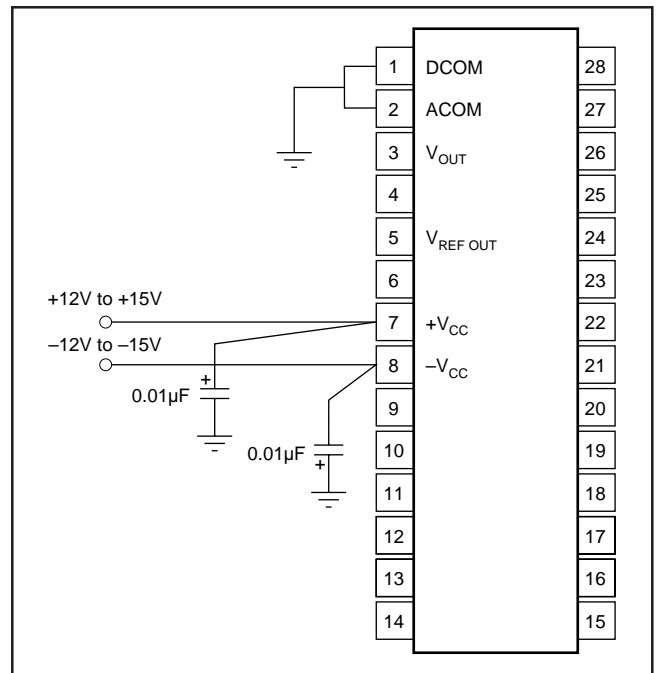 1 DCOM 28
2 ACOM 27
3 V_OUT 26
4 25
5 V_REF OUT 24
6 23
+12V to +15V
7 +V_CC 22
–12V to –15V
8 –V_CC 21
+
0.01µF
9 20
0.01µF
+
10 19
11 18
12 17
13 16
14 15